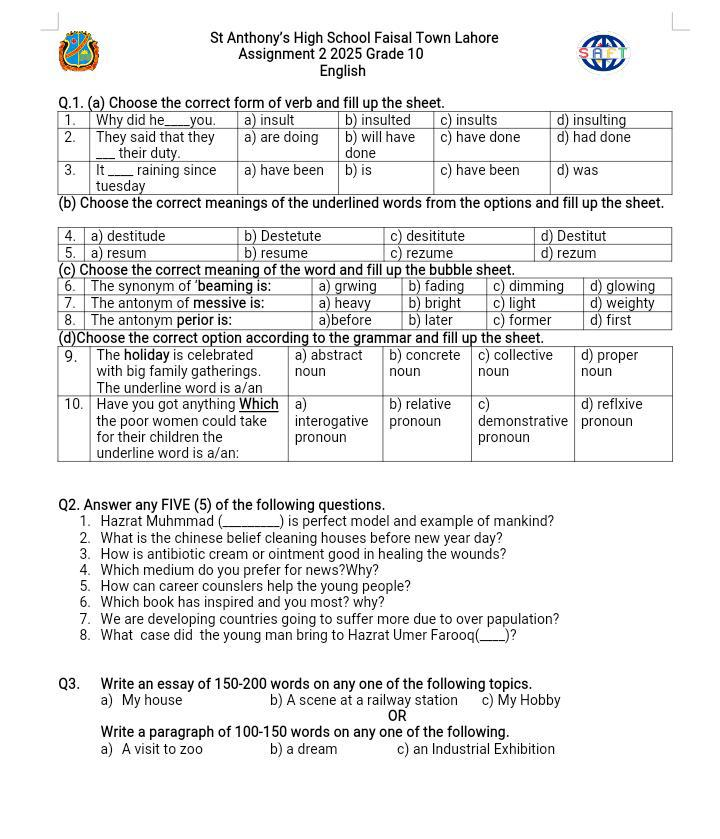 St Anthony's High School Faisal Town Lahore
Assignment 2 2025 Grade 10
English
SAFT
Q.1. (a) Choose the correct form of verb and fill up the sheet.
1. Why did he____you. a) insult b) insulted c) insults d) insulting
2. They said that they ___ their duty. a) are doing b) will have done c) have done d) had done
3. It ____ raining since tuesday a) have been b) is c) have been d) was
(b) Choose the correct meanings of the underlined words from the options and fill up the sheet.
4. a) destitude b) Destetute c) desititute d) Destitut
5. a) resum b) resume c) rezume d) rezum
(c) Choose the correct meaning of the word and fill up the bubble sheet.
6. The synonym of 'beaming is: a) grwing b) fading c) dimming d) glowing
7. The antonym of messive is: a) heavy b) bright c) light d) weighty
8. The antonym perior is: a)before b) later c) former d) first
(d)Choose the correct option according to the grammar and fill up the sheet.
9. The holiday is celebrated with big family gatherings. The underline word is a/an a) abstract noun b) concrete noun c) collective noun d) proper noun
10. Have you got anything Which the poor women could take for their children the underline word is a/an: a) interogative pronoun b) relative pronoun c) demonstrative pronoun d) reflxive pronoun
Q2. Answer any FIVE (5) of the following questions.
1. Hazrat Muhmmad (_________) is perfect model and example of mankind?
2. What is the chinese belief cleaning houses before new year day?
3. How is antibiotic cream or ointment good in healing the wounds?
4. Which medium do you prefer for news?Why?
5. How can career counslers help the young people?
6. Which book has inspired and you most? why?
7. We are developing countries going to suffer more due to over papulation?
8. What case did the young man bring to Hazrat Umer Farooq(____)?
Q3. Write an essay of 150-200 words on any one of the following topics.
a) My house b) A scene at a railway station c) My Hobby
OR
Write a paragraph of 100-150 words on any one of the following.
a) A visit to zoo b) a dream c) an Industrial Exhibition